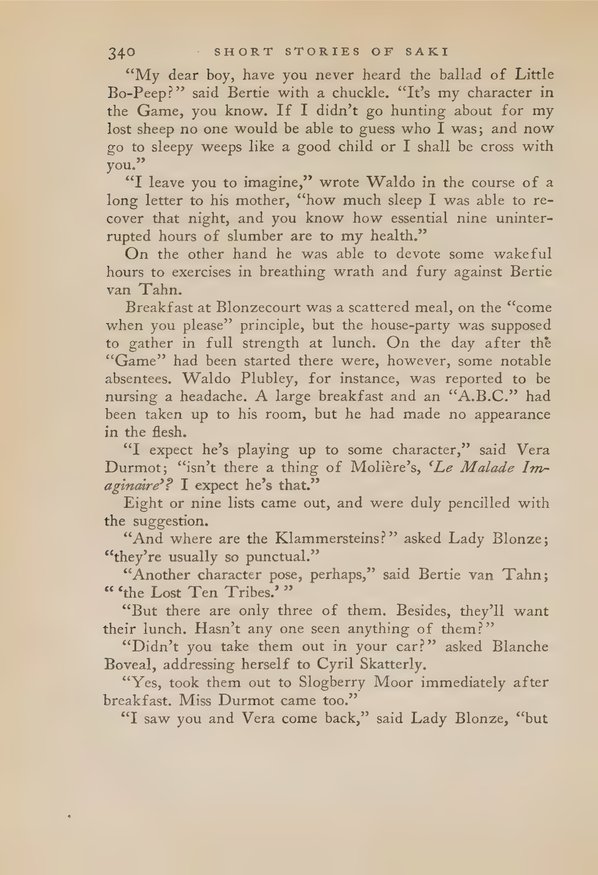 340 SHORT STORIES OF SAKI
“My dear boy, have you never heard the ballad of Little
Bo-Peep?” said Bertie with a chuckle. “It’s my character in
the Game, you know. If I didn’t go hunting about for my
lost sheep no one would be able to guess who I was; and now
go to sleepy weeps like a good child or I shall be cross with
you.”
“I leave you to imagine,” wrote Waldo in the course of a
long letter to his mother, “how much sleep I was able to re-
cover that night, and you know how essential nine uninter-
rupted hours of slumber are to my health.”
On the other hand he was able to devote some wakeful
hours to exercises in breathing wrath and fury against Bertie
van Tahn.
Breakfast at Blonzecourt was a scattered meal, on the “come
when you please” principle, but the house-party was supposed
to gather in full strength at lunch. On the day after the
“Game” had been started there were, however, some notable
absentees. Waldo Plubley, for instance, was reported to be
nursing a headache. A large breakfast and an “A.B.C.” had
been taken up to his room, but he had made no appearance
in the flesh.
“I expect he’s playing up to some character,” said Vera
Durmot; “isn’t there a thing of Molière’s, ‘Le Malade Im-
aginaire’? I expect he’s that.”
Eight or nine lists came out, and were duly pencilled with
the suggestion.
“And where are the Klammersteins?” asked Lady Blonze;
“they’re usually so punctual.”
“Another character pose, perhaps,” said Bertie van Tahn;
“ ‘the Lost Ten Tribes.’ ”
“But there are only three of them. Besides, they’ll want
their lunch. Hasn’t any one seen anything of them?”
“Didn’t you take them out in your car?” asked Blanche
Boveal, addressing herself to Cyril Skatterly.
“Yes, took them out to Slogberry Moor immediately after
breakfast. Miss Durmot came too.”
“I saw you and Vera come back,” said Lady Blonze, “but